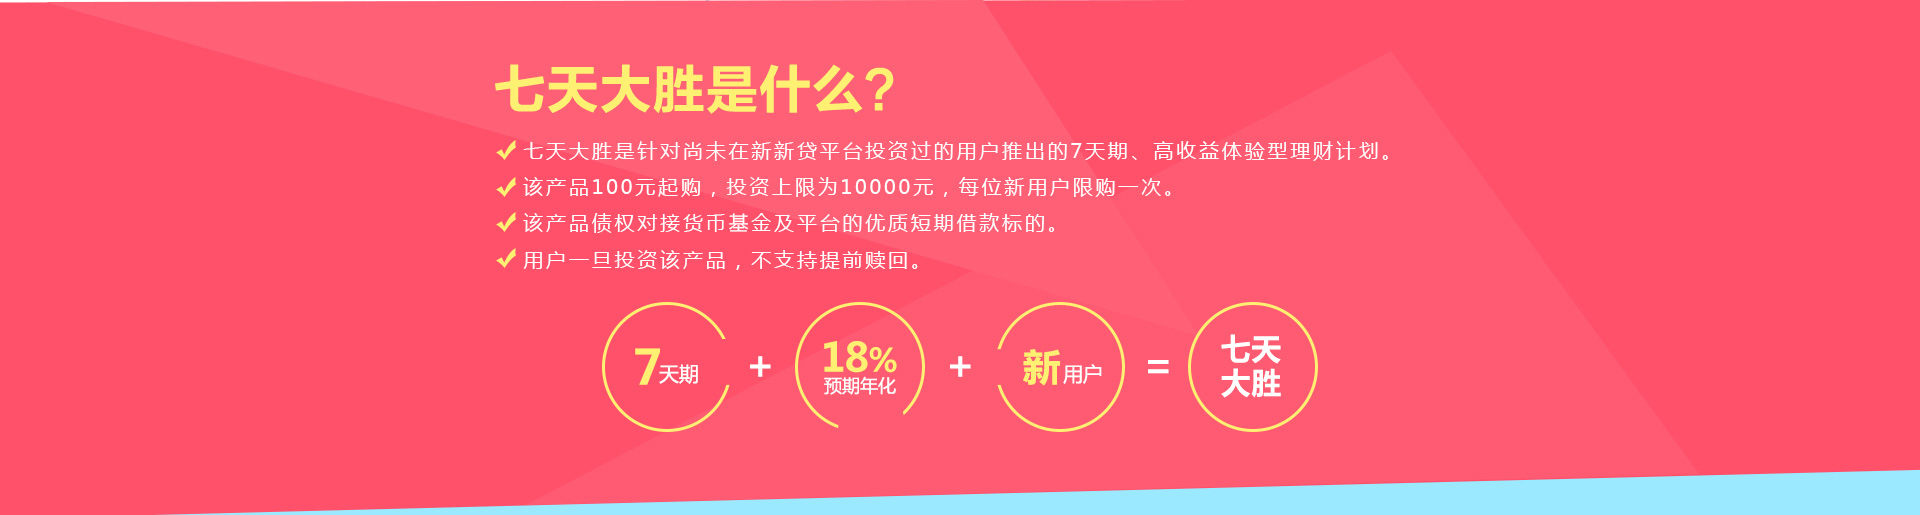 七天大胜是什么?
七天大胜是针对尚未在新新贷平台投资过的用户推出的7天期、高收益体验型理财计划。
该产品100元起购，投资上限为10000元，每位新用户限购一次。
该产品债权对接货币基金及平台的优质短期借款标的。
用户一旦投资该产品，不支持提前赎回。
7天期 + 18% 预期年化 + 新用户 = 七天大胜